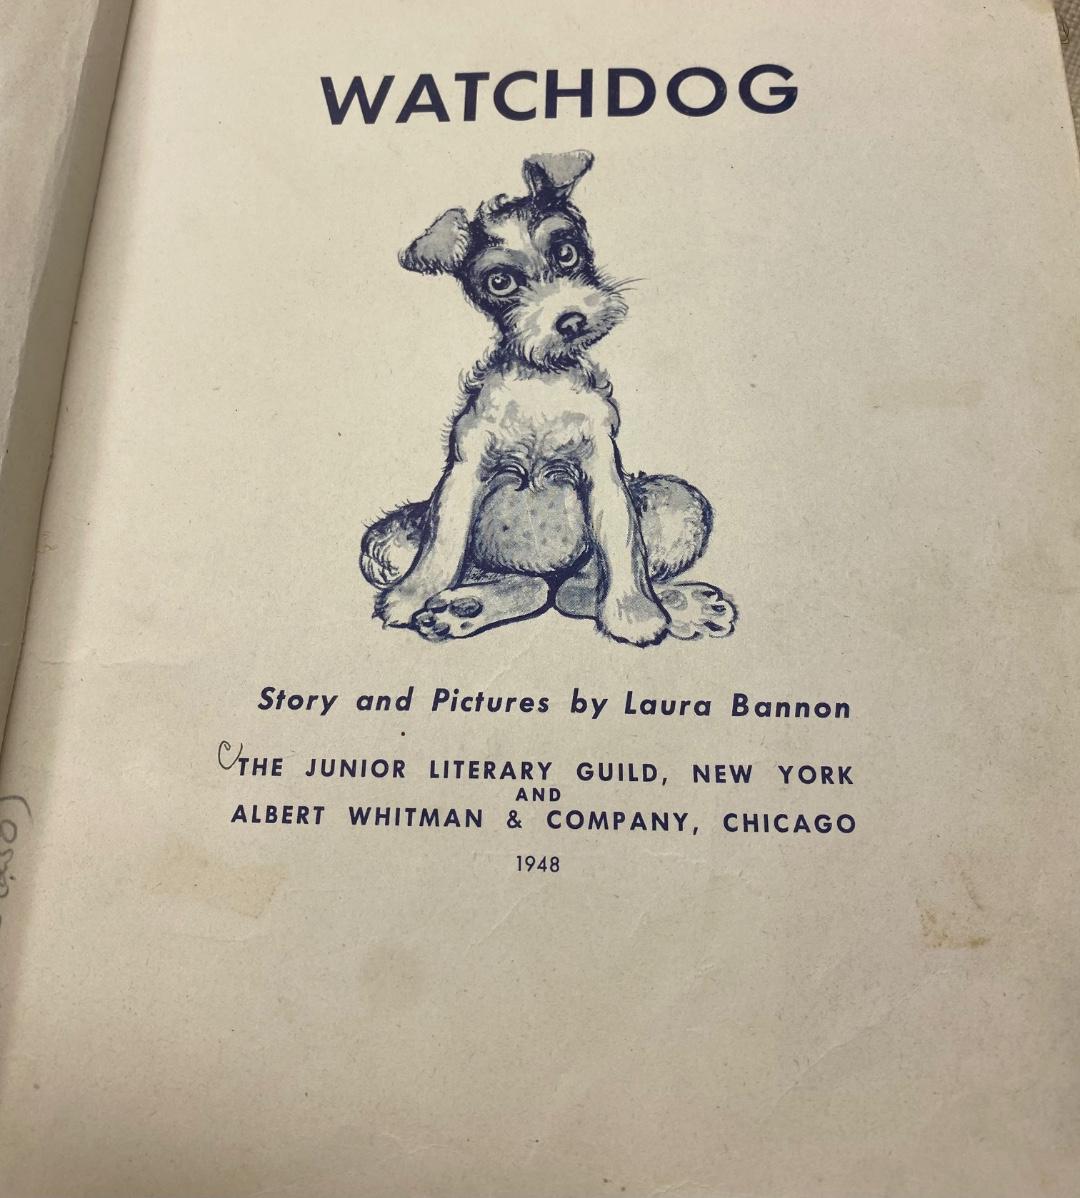 WATCHDOG
Story and Pictures by Laura Bannon
THE JUNIOR LITERARY GUILD, NEW YORK
AND
ALBERT WHITMAN & COMPANY, CHICAGO
1948